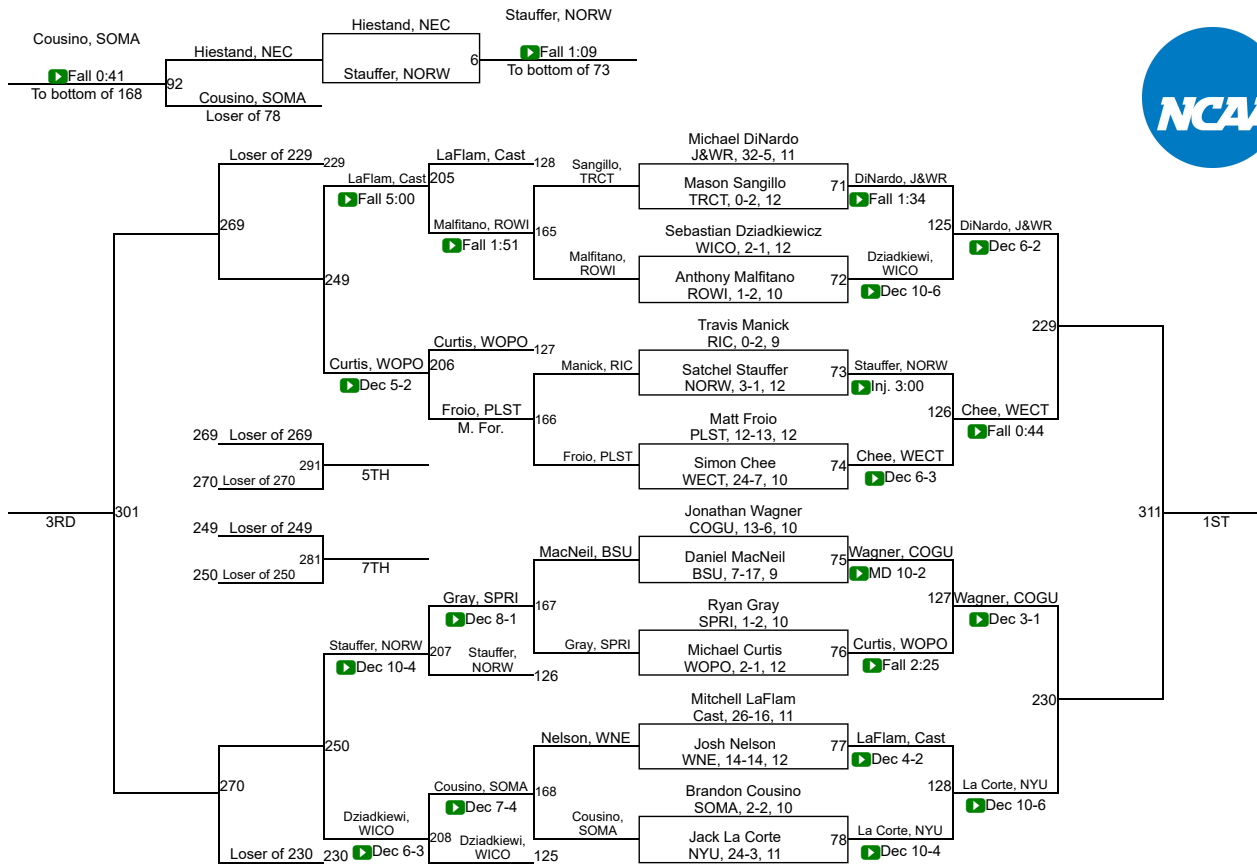 Stauffer, NORW
Hiestand, NEC
Cousino, SOMA
Hiestand, NEC
6
Fall 1:09
Stauffer, NORW
To bottom of 73
Fall 0:41
92
To bottom of 168
Cousino, SOMA
Loser of 78
NCAA
Michael DiNardo
J&WR, 32-5, 11
Loser of 229
229
LaFlam, Cast
128
Sangillo,
TRCT
LaFlam, Cast
205
Mason Sangillo
TRCT, 0-2, 12
71
DiNardo, J&WR
Fall 5:00
Fall 1:34
269
Malfitano, ROWI
165
Fall 1:51
Sebastian Dziadkiewicz
WICO, 2-1, 12
125
DiNardo, J&WR
Dec 6-2
Malfitano,
ROWI
Anthony Malfitano
ROWI, 1-2, 10
72
Dziadkiewi,
WICO
Dec 10-6
249
Travis Manick
RIC, 0-2, 9
229
Curtis, WOPO
127
Curtis, WOPO
206
Dec 5-2
Manick, RIC
Satchel Stauffer
NORW, 3-1, 12
73
Stauffer, NORW
Inj. 3:00
Froio, PLST
M. For.
166
Matt Froio
PLST, 12-13, 12
126
Chee, WECT
Fall 0:44
269
Loser of 269
291
5TH
270
Loser of 270
Froio, PLST
Simon Chee
WECT, 24-7, 10
74
Chee, WECT
Dec 6-3
3RD
301
Jonathan Wagner
COGU, 13-6, 10
311
1ST
249
Loser of 249
281
7TH
250
Loser of 250
MacNeil, BSU
Daniel MacNeil
BSU, 7-17, 9
75
Wagner, COGU
MD 10-2
Gray, SPRI
167
Dec 8-1
Ryan Gray
SPRI, 1-2, 10
127
Wagner, COGU
Dec 3-1
Stauffer, NORW
207
Dec 10-4
Stauffer,
NORW
126
Gray, SPRI
Michael Curtis
WOPO, 2-1, 12
76
Curtis, WOPO
Fall 2:25
Mitchell LaFlam
Cast, 26-16, 11
230
250
Nelson, WNE
Josh Nelson
WNE, 14-14, 12
77
LaFlam, Cast
Dec 4-2
270
Cousino, SOMA
168
Dec 7-4
Brandon Cousino
SOMA, 2-2, 10
128
La Corte, NYU
Dec 10-6
Dziadkiewi,
WICO
208
Dec 6-3
Cousino,
SOMA
Jack La Corte
NYU, 24-3, 11
78
La Corte, NYU
Dec 10-4
Loser of 230
230
Dziadkiewi,
WICO
125